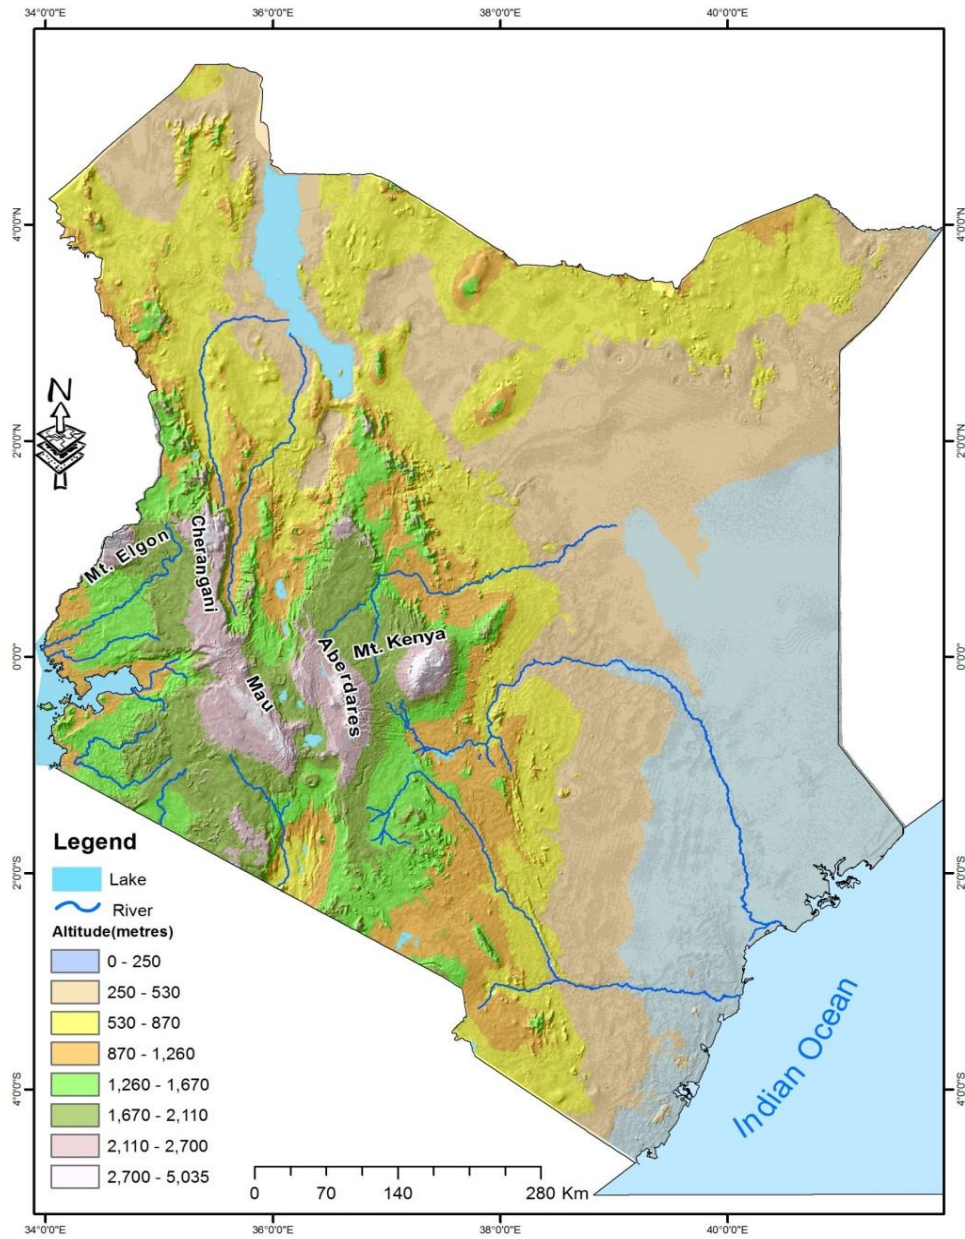 34°0'0"E 36°0'0"E 38°0'0"E 40°0'0"E
4°0'0"N 4°0'0"N
N
2°0'0"N 2°0'0"N
Mt. Elgon
Cherangani
0°0'0" 0°0'0"
Mt. Kenya
Aberdares
Mau
Legend
Lake
River
Altitude(metres)
0 - 250
250 - 530
530 - 870
870 - 1,260
1,260 - 1,670
1,670 - 2,110
2,110 - 2,700
2,700 - 5,035
2°0'0"S 2°0'0"S
Indian Ocean
4°0'0"S 4°0'0"S
0 70 140 280 Km
34°0'0"E 36°0'0"E 38°0'0"E 40°0'0"E